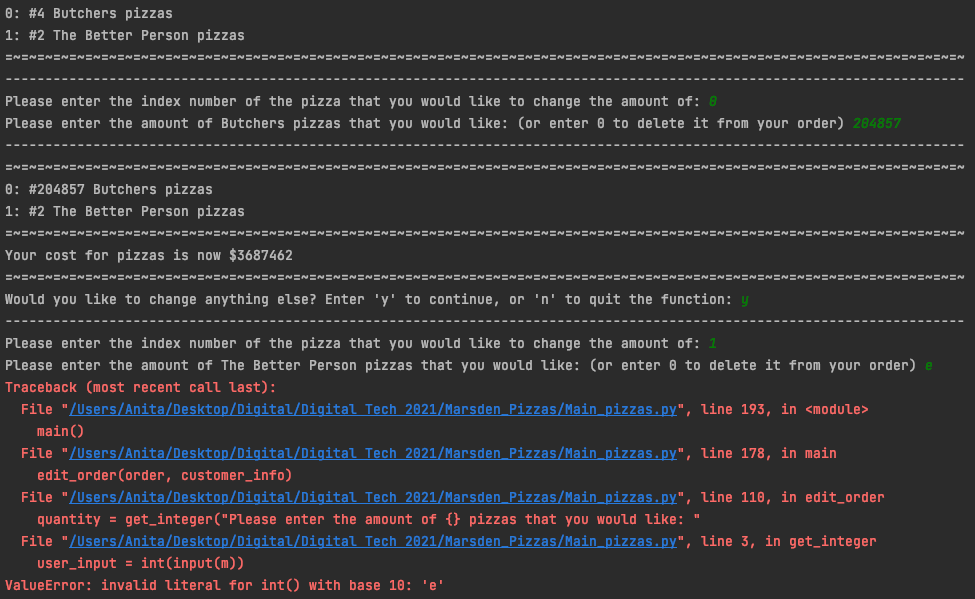 0: #4 Butchers pizzas
1: #2 The Better Person pizzas
=~=~=~=~=~=~=~=~=~=~=~=~=~=~=~=~=~=~=~=~=~=~=~=~=~=~=~=~=~=~=~=~=~=~=~=~=~=~=~=~=~=~=~=~=~=~=~=~=~=~=~=~=~=~=~=~=~=~=~=~
------------------------------------------------------------------------------------------------------------------------
Please enter the index number of the pizza that you would like to change the amount of: 0
Please enter the amount of Butchers pizzas that you would like: (or enter 0 to delete it from your order) 204857
------------------------------------------------------------------------------------------------------------------------
=~=~=~=~=~=~=~=~=~=~=~=~=~=~=~=~=~=~=~=~=~=~=~=~=~=~=~=~=~=~=~=~=~=~=~=~=~=~=~=~=~=~=~=~=~=~=~=~=~=~=~=~=~=~=~=~=~=~=~=~
0: #204857 Butchers pizzas
1: #2 The Better Person pizzas
=~=~=~=~=~=~=~=~=~=~=~=~=~=~=~=~=~=~=~=~=~=~=~=~=~=~=~=~=~=~=~=~=~=~=~=~=~=~=~=~=~=~=~=~=~=~=~=~=~=~=~=~=~=~=~=~=~=~=~=~
Your cost for pizzas is now $3687462
=~=~=~=~=~=~=~=~=~=~=~=~=~=~=~=~=~=~=~=~=~=~=~=~=~=~=~=~=~=~=~=~=~=~=~=~=~=~=~=~=~=~=~=~=~=~=~=~=~=~=~=~=~=~=~=~=~=~=~=~
Would you like to change anything else? Enter 'y' to continue, or 'n' to quit the function: y
------------------------------------------------------------------------------------------------------------------------
Please enter the index number of the pizza that you would like to change the amount of: 1
Please enter the amount of The Better Person pizzas that you would like: (or enter 0 to delete it from your order) e
Traceback (most recent call last):
  File "/Users/Anita/Desktop/Digital/Digital Tech 2021/Marsden_Pizzas/Main_pizzas.py", line 193, in <module>
    main()
  File "/Users/Anita/Desktop/Digital/Digital Tech 2021/Marsden_Pizzas/Main_pizzas.py", line 178, in main
    edit_order(order, customer_info)
  File "/Users/Anita/Desktop/Digital/Digital Tech 2021/Marsden_Pizzas/Main_pizzas.py", line 110, in edit_order
    quantity = get_integer("Please enter the amount of {} pizzas that you would like: "
  File "/Users/Anita/Desktop/Digital/Digital Tech 2021/Marsden_Pizzas/Main_pizzas.py", line 3, in get_integer
    user_input = int(input(m))
ValueError: invalid literal for int() with base 10: 'e'